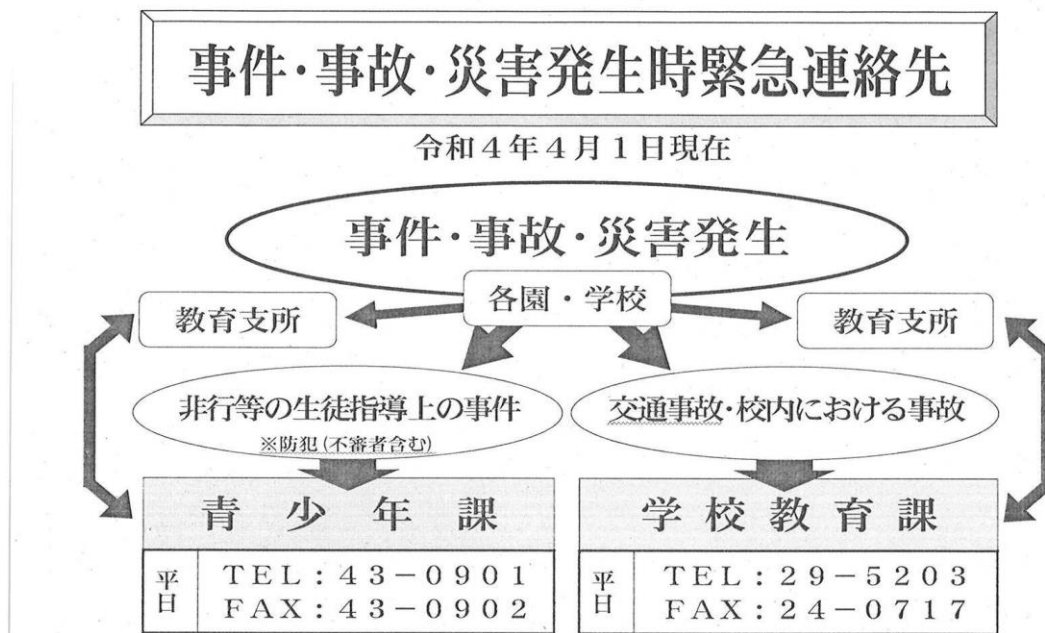 事件・事故・災害発生時緊急連絡先
令和4年4月1日現在
事件・事故・災害発生
各園・学校
教育支所
教育支所
非行等の生徒指導上の事件
※防犯(不審者含む)
交通事故・校内における事故
青少年課
学校教育課
平日
TEL:43-0901
FAX:43-0902
平日
TEL:29-5203
FAX:24-0717